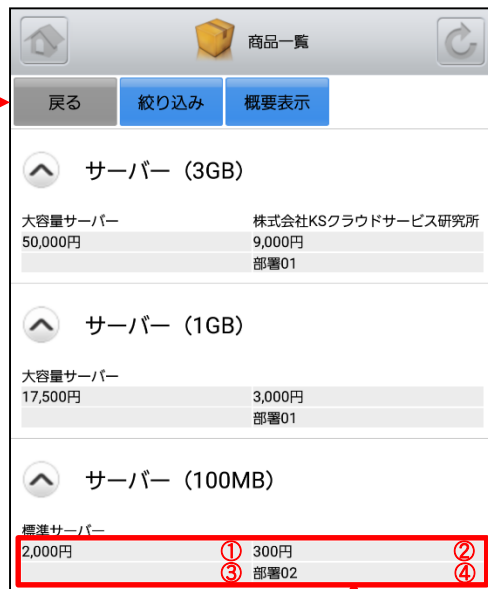 商品一覧
戻る 絞り込み 概要表示
サーバー（3GB）
大容量サーバー 株式会社KSクラウドサービス研究所
50,000円 9,000円
部署01
サーバー（1GB）
大容量サーバー
17,500円 3,000円
部署01
サーバー（100MB）
標準サーバー
2,000円 ① 300円 ②
③ 部署02 ④